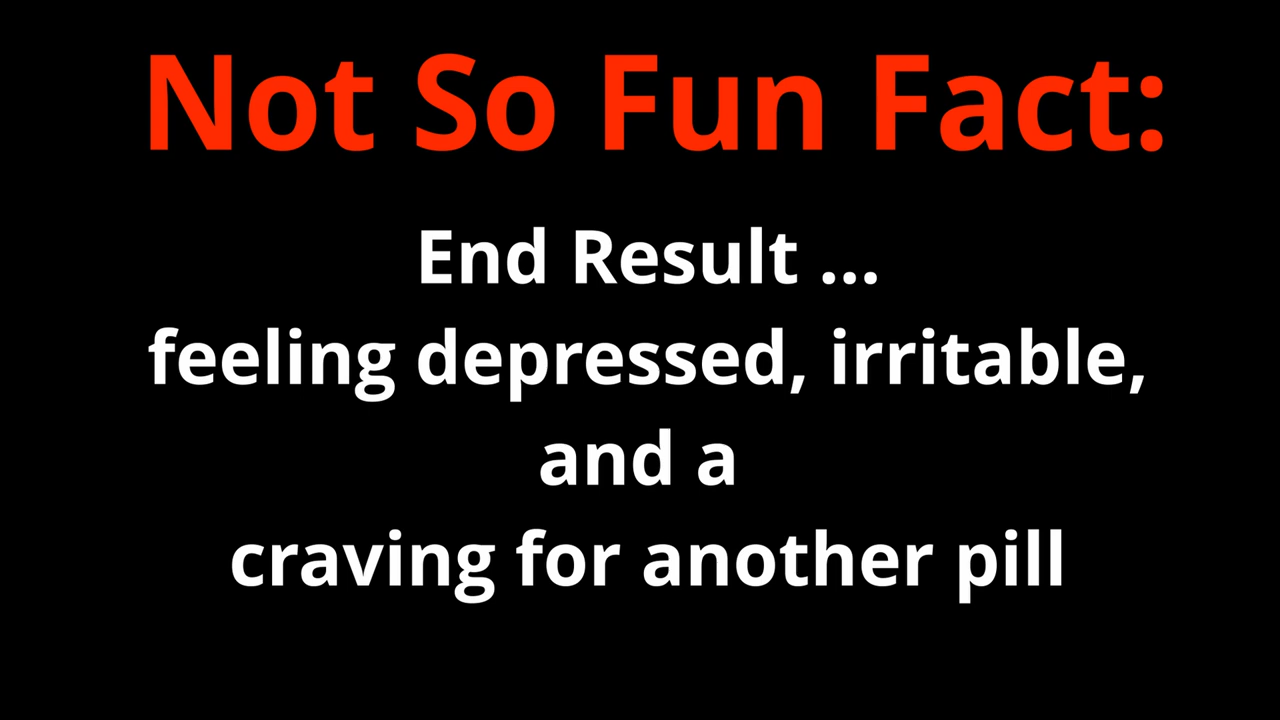 Not So Fun Fact:
End Result ...
feeling depressed, irritable,
and a
craving for another pill